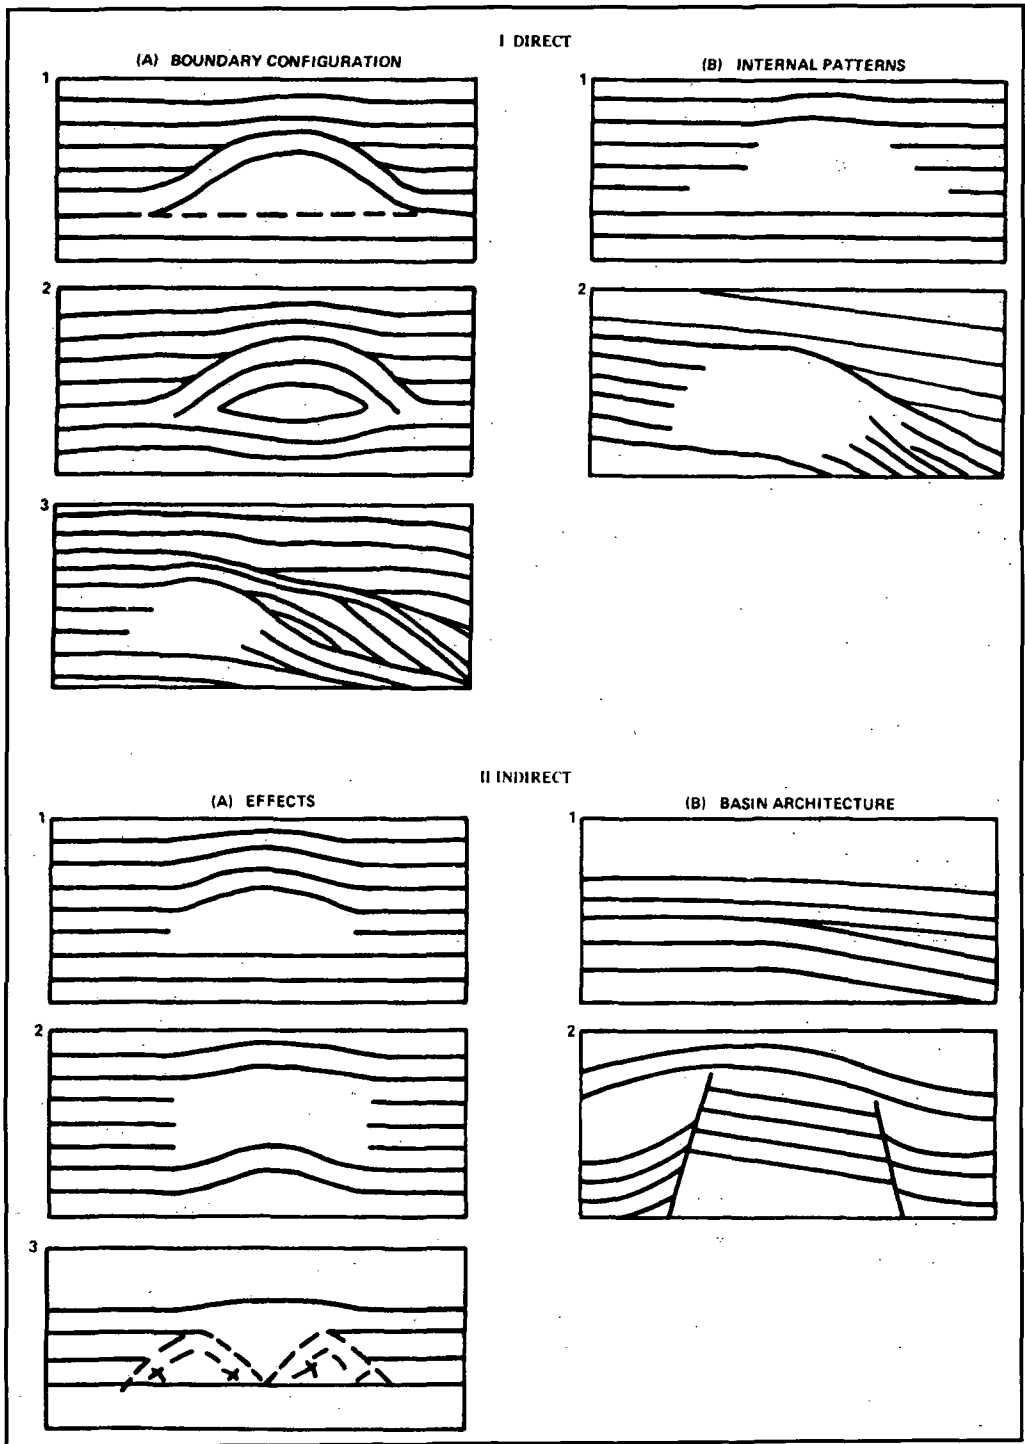 I DIRECT
(A) BOUNDARY CONFIGURATION
1
2
3
(B) INTERNAL PATTERNS
1
2
II INDIRECT
(A) EFFECTS
1
2
3
(B) BASIN ARCHITECTURE
1
2